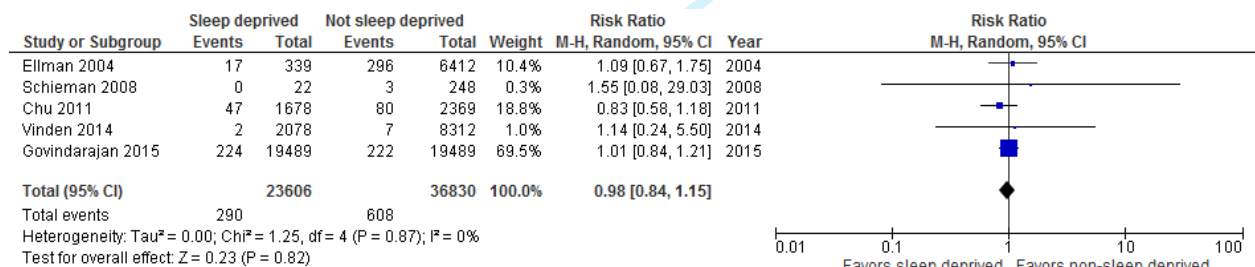 Sleep deprived Not sleep deprived Risk Ratio Risk Ratio
Study or Subgroup Events Total Events Total Weight M-H, Random, 95% CI Year M-H, Random, 95% CI
Ellman 2004 17 339 296 6412 10.4% 1.09 [0.67, 1.75] 2004
Schieman 2008 0 22 3 248 0.3% 1.55 [0.08, 29.03] 2008
Chu 2011 47 1678 80 2369 18.8% 0.83 [0.58, 1.18] 2011
Vinden 2014 2 2078 7 8312 1.0% 1.14 [0.24, 5.50] 2014
Govindarajan 2015 224 19489 222 19489 69.5% 1.01 [0.84, 1.21] 2015
Total (95% CI) 23606 36830 100.0% 0.98 [0.84, 1.15]
Total events 290 608
Heterogeneity: Tau² = 0.00; Chi² = 1.25, df = 4 (P = 0.87); I² = 0%
Test for overall effect: Z = 0.23 (P = 0.82)
0.01 0.1 1 10 100
Favors sleep deprived Favors non-sleep deprived